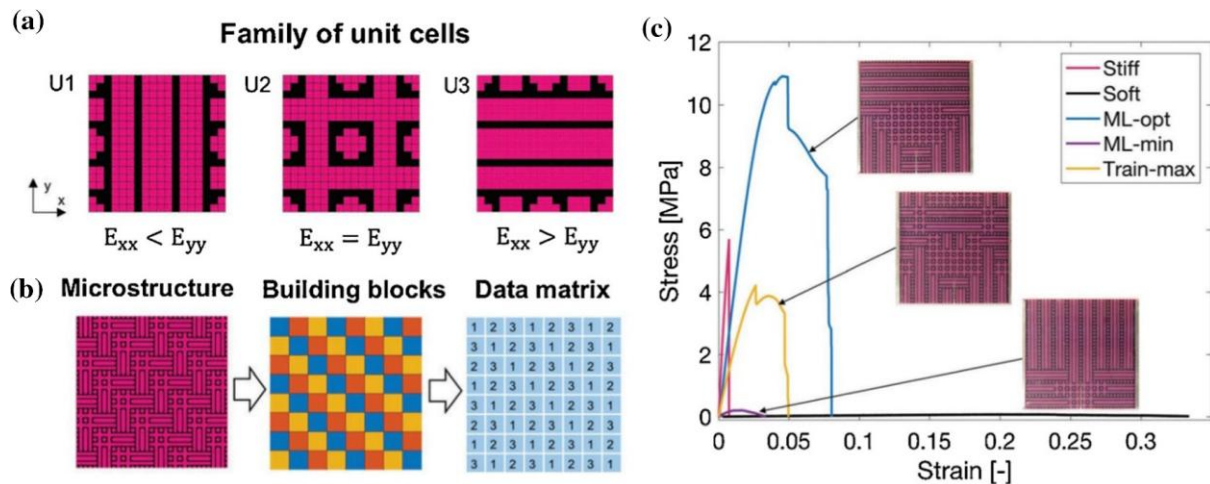 (a)
Family of unit cells
U1
U2
U3
y
x
E_xx < E_yy
E_xx = E_yy
E_xx > E_yy
(b)
Microstructure
Building blocks
Data matrix
1 2 3 1 2 3 1 2
3 1 2 3 1 2 3 1
2 3 1 2 3 1 2 3
1 2 3 1 2 3 1 2
3 1 2 3 1 2 3 1
2 3 1 2 3 1 2 3
1 2 3 1 2 3 1 2
3 1 2 3 1 2 3 1
(c)
12
10
8
6
4
2
0
Stress [MPa]
Stiff
Soft
ML-opt
ML-min
Train-max
0
0.05
0.1
0.15
0.2
0.25
0.3
Strain [-]